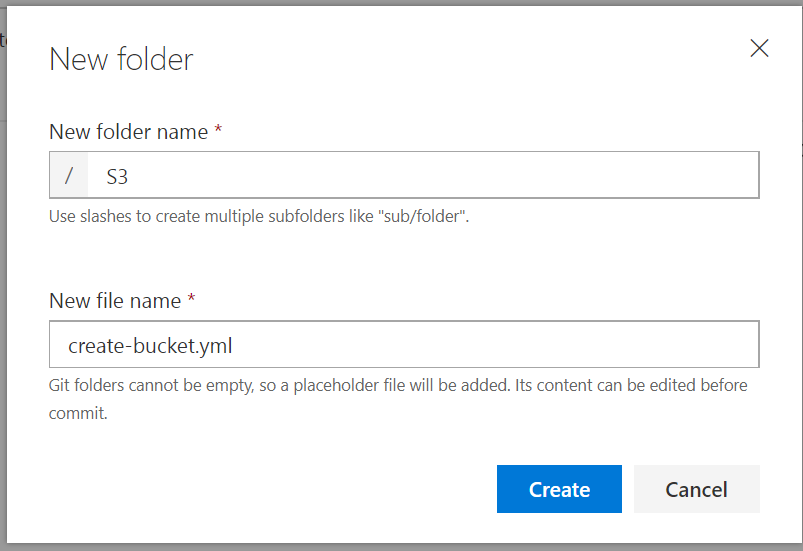 New folder
New folder name *
/ S3
Use slashes to create multiple subfolders like "sub/folder".
New file name *
create-bucket.yml
Git folders cannot be empty, so a placeholder file will be added. Its content can be edited before
commit.
Create Cancel